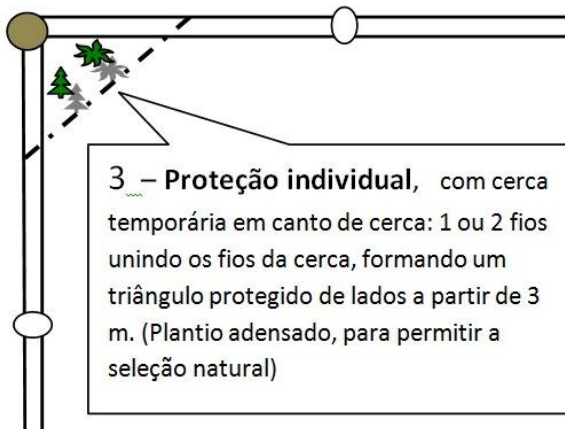 3 – Proteção individual, com cerca
temporária em canto de cerca: 1 ou 2 fios
unindo os fios da cerca, formando um
triângulo protegido de lados a partir de 3
m. (Plantio adensado, para permitir a
seleção natural)